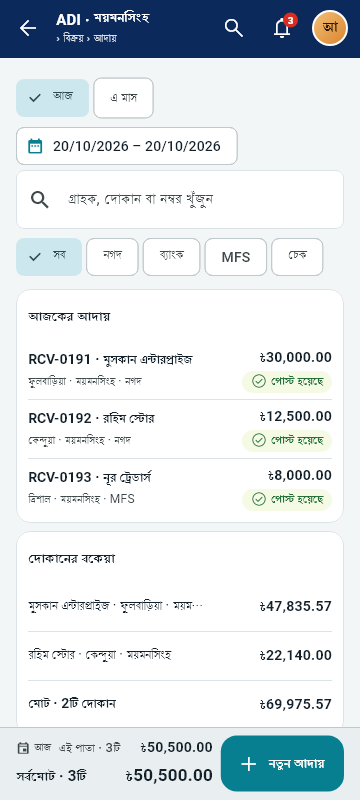 ADI · ময়মনসিংহ
› বিক্রয় › আদায়
3
আ
আজ
এ মাস
20/10/2026 – 20/10/2026
গ্রাহক, দোকান বা নম্বর খুঁজুন
সব
নগদ
ব্যাংক
MFS
চেক
আজকের আদায়
RCV-0191 · মুসকান এন্টারপ্রাইজ
৳30,000.00
ফুলবাড়িয়া · ময়মনসিংহ · নগদ
পোস্ট হয়েছে
RCV-0192 · রহিম স্টোর
৳12,500.00
কেন্দুয়া · ময়মনসিংহ · নগদ
পোস্ট হয়েছে
RCV-0193 · নূর ট্রেডার্স
৳8,000.00
ত্রিশাল · ময়মনসিংহ · MFS
পোস্ট হয়েছে
দোকানের বকেয়া
মুসকান এন্টারপ্রাইজ · ফুলবাড়িয়া · ময়ম…
৳47,835.57
রহিম স্টোর · কেন্দুয়া · ময়মনসিংহ
৳22,140.00
মোট · 2টি দোকান
৳69,975.57
আজ এই পাতা · 3টি
৳50,500.00
সর্বমোট · 3টি
৳50,500.00
নতুন আদায়